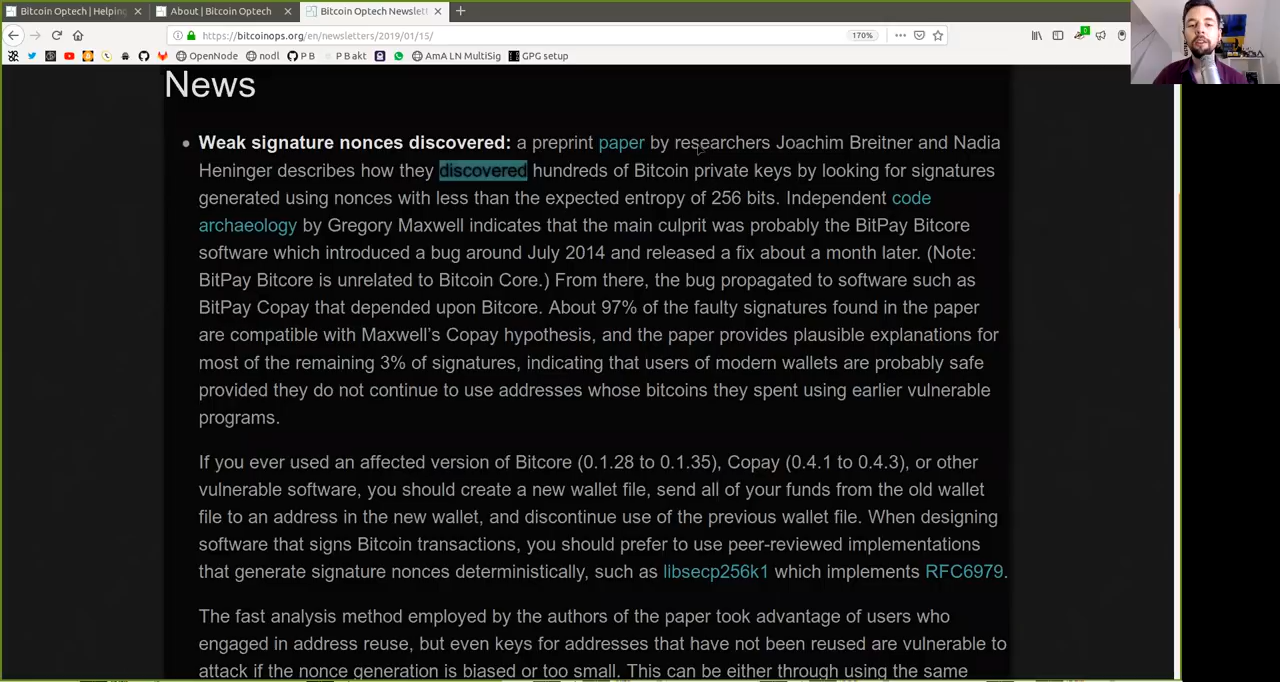 Bitcoin Optech | Helping
About | Bitcoin Optech
Bitcoin Optech Newslett
https://bitcoinops.org/en/newsletters/2019/01/15/
170%
OpenNode nodl P B P B akt AmA LN MultiSig GPG setup
News
Weak signature nonces discovered: a preprint paper by researchers Joachim Breitner and Nadia
Heninger describes how they discovered hundreds of Bitcoin private keys by looking for signatures
generated using nonces with less than the expected entropy of 256 bits. Independent code
archaeology by Gregory Maxwell indicates that the main culprit was probably the BitPay Bitcore
software which introduced a bug around July 2014 and released a fix about a month later. (Note:
BitPay Bitcore is unrelated to Bitcoin Core.) From there, the bug propagated to software such as
BitPay Copay that depended upon Bitcore. About 97% of the faulty signatures found in the paper
are compatible with Maxwell's Copay hypothesis, and the paper provides plausible explanations for
most of the remaining 3% of signatures, indicating that users of modern wallets are probably safe
provided they do not continue to use addresses whose bitcoins they spent using earlier vulnerable
programs.
If you ever used an affected version of Bitcore (0.1.28 to 0.1.35), Copay (0.4.1 to 0.4.3), or other
vulnerable software, you should create a new wallet file, send all of your funds from the old wallet
file to an address in the new wallet, and discontinue use of the previous wallet file. When designing
software that signs Bitcoin transactions, you should prefer to use peer-reviewed implementations
that generate signature nonces deterministically, such as libsecp256k1 which implements RFC6979.
The fast analysis method employed by the authors of the paper took advantage of users who
engaged in address reuse, but even keys for addresses that have not been reused are vulnerable to
attack if the nonce generation is biased or too small. This can be either through using the same